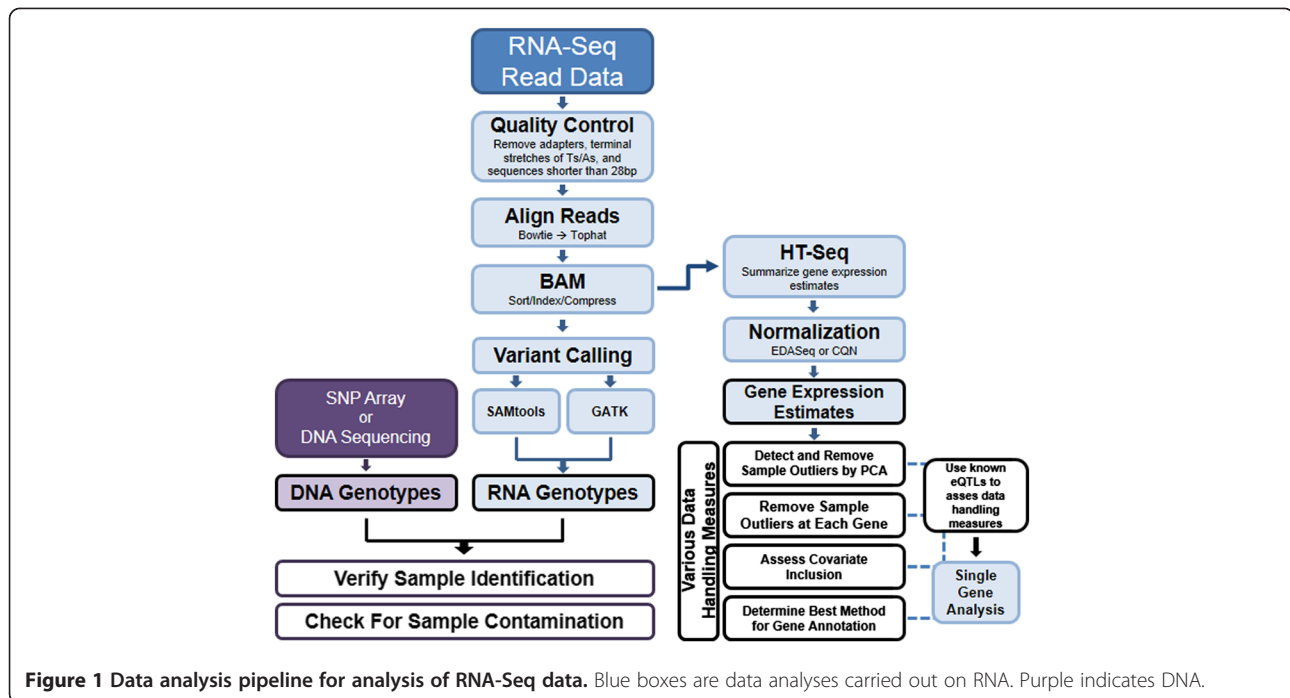 RNA-Seq
Read Data
Quality Control
Remove adapters, terminal
stretches of Ts/As, and
sequences shorter than 28bp
Align Reads
Bowtie → Tophat
BAM
Sort/Index/Compress
Variant Calling
SAMtools
GATK
RNA Genotypes
SNP Array
or
DNA Sequencing
DNA Genotypes
Verify Sample Identification
Check For Sample Contamination
HT-Seq
Summarize gene expression
estimates
Normalization
EDASeq or CQN
Gene Expression
Estimates
Various Data
Handling Measures
Detect and Remove
Sample Outliers by PCA
Remove Sample
Outliers at Each Gene
Assess Covariate
Inclusion
Determine Best Method
for Gene Annotation
Use known
eQTLs to
asses data
handling
measures
Single
Gene
Analysis
Figure 1 Data analysis pipeline for analysis of RNA-Seq data. Blue boxes are data analyses carried out on RNA. Purple indicates DNA.